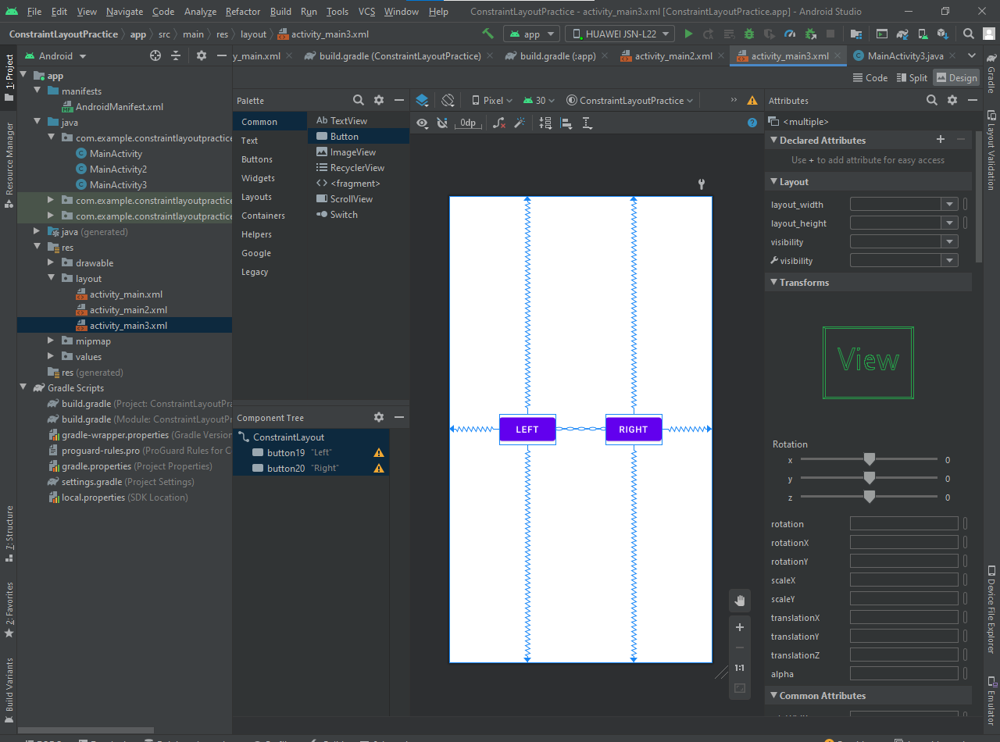 File Edit View Navigate Code Analyze Refactor Build Run Tools VCS Window Help ConstraintLayoutPractice - activity_main3.xml [ConstraintLayoutPractice.app] - Android Studio
ConstraintLayoutPractice app src main res layout activity_main3.xml app HUAWEI JSN-L22
Android y_main.xml build.gradle (ConstraintLayoutPractice) build.gradle (:app) activity_main2.xml activity_main3.xml MainActivity3.java
Code Split Design
1: Project
Resource Manager
7: Structure
2: Favorites
Build Variants
app
manifests
AndroidManifest.xml
java
com.example.constraintlayoutpractice
MainActivity
MainActivity2
MainActivity3
com.example.constraintlayoutpractice
com.example.constraintlayoutpractice
java (generated)
res
drawable
layout
activity_main.xml
activity_main2.xml
activity_main3.xml
mipmap
values
res (generated)
Gradle Scripts
build.gradle (Project: ConstraintLayoutPra
build.gradle (Module: ConstraintLayoutPra
gradle-wrapper.properties (Gradle Version
proguard-rules.pro (ProGuard Rules for C
gradle.properties (Project Properties)
settings.gradle (Project Settings)
local.properties (SDK Location)
Palette
Common
Text
Buttons
Widgets
Layouts
Containers
Helpers
Google
Legacy
Ab TextView
Button
ImageView
RecyclerView
<> <fragment>
ScrollView
Switch
Component Tree
ConstraintLayout
button19 "Left"
button20 "Right"
Pixel 30 ConstraintLayoutPractice »
0dp ?
LEFT RIGHT
1:1
Attributes
<multiple>
Declared Attributes
Use + to add attribute for easy access
Layout
layout_width
layout_height
visibility
visibility
Transforms
View
Rotation
x 0
y 0
z 0
rotation
rotationX
rotationY
scaleX
scaleY
translationX
translationY
translationZ
alpha
Common Attributes
Gradle
Layout Validation
Device File Explorer
Emulator